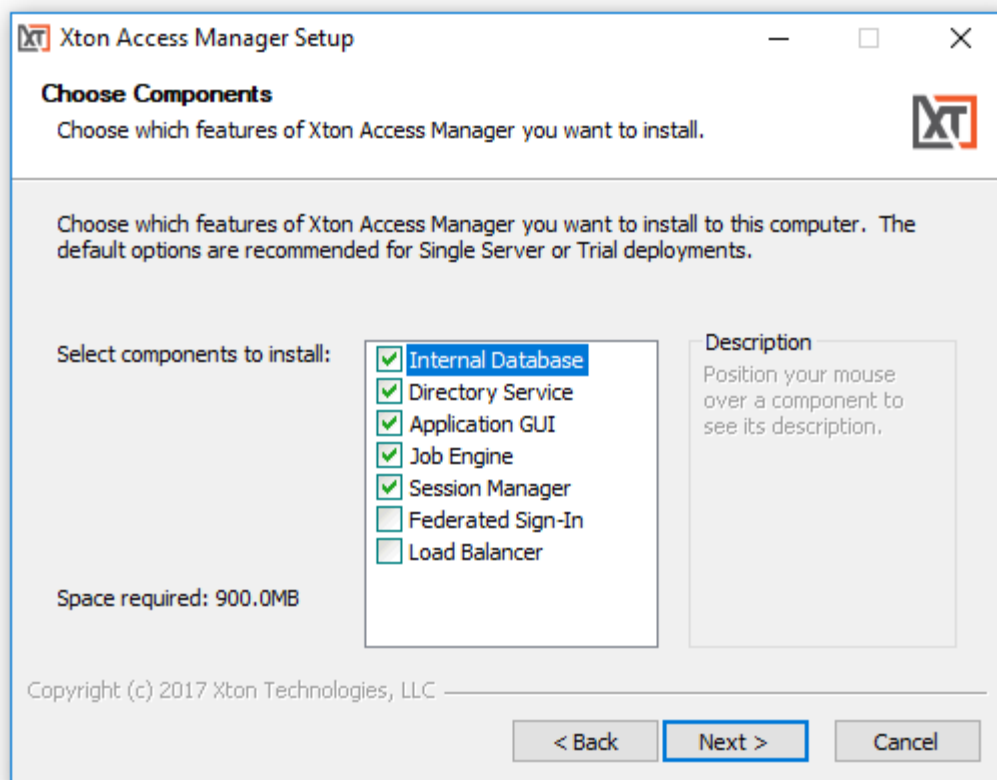 XT Xton Access Manager Setup
Choose Components
Choose which features of Xton Access Manager you want to install.
XT
Choose which features of Xton Access Manager you want to install to this computer. The
default options are recommended for Single Server or Trial deployments.
Select components to install:
Internal Database
Directory Service
Application GUI
Job Engine
Session Manager
Federated Sign-In
Load Balancer
Description
Position your mouse
over a component to
see its description.
Space required: 900.0MB
Copyright (c) 2017 Xton Technologies, LLC
< Back
Next >
Cancel